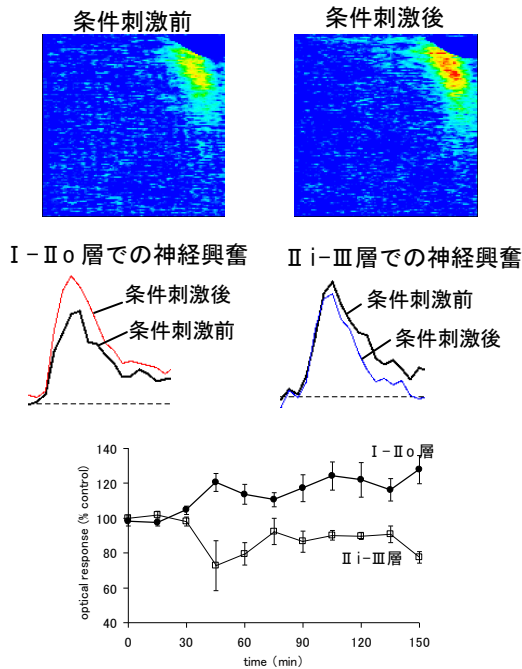 条件刺激前
条件刺激後
Ⅰ-Ⅱo 層での神経興奮
Ⅱi-Ⅲ層での神経興奮
条件刺激後
条件刺激前
条件刺激前
条件刺激後
140
120
100
80
60
40
optical response (% control)
Ⅰ-Ⅱo 層
Ⅱi-Ⅲ層
0 30 60 90 120 150
time (min)